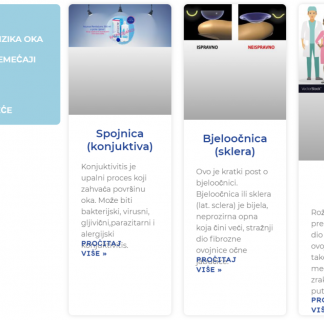 IZIKA OKA
EMEĆAJI
ĆE
ISPRAVNO
NEISPRAVNO
Spojnica
(konjuktiva)
Konjuktivitis je
upalni proces koji
zahvaća površinu
oka. Može biti
bakterijski, virusni,
gljivični,parazitarni i
alergijski
PROČITAJ
VIŠE »
Bjeloočnica
(sklera)
Ovo je kratki post o
bjeloočnici.
Bjeloočnica ili sklera
(lat. sclera) je bijela,
neprozirna opna
koja čini veći, stražnji
dio fibrozne
ovojnice očne
PROČITAJ
VIŠE »
Rož
pre
dio
ovo
tak
me
zra
put
PRO
VIŠ